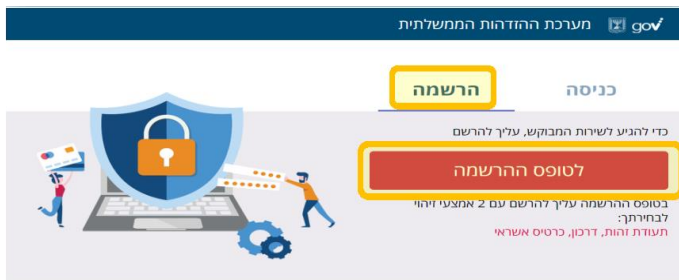 gov מערכת ההזדהות הממשלתית
כניסה
הרשמה
כדי להגיע לשירות המבוקש, עליך להרשם
לטופס ההרשמה
בטופס ההרשמה עליך להרשם עם 2 אמצעי זיהוי
לבחירתך:
תעודת זהות, דרכון, כרטיס אשראי